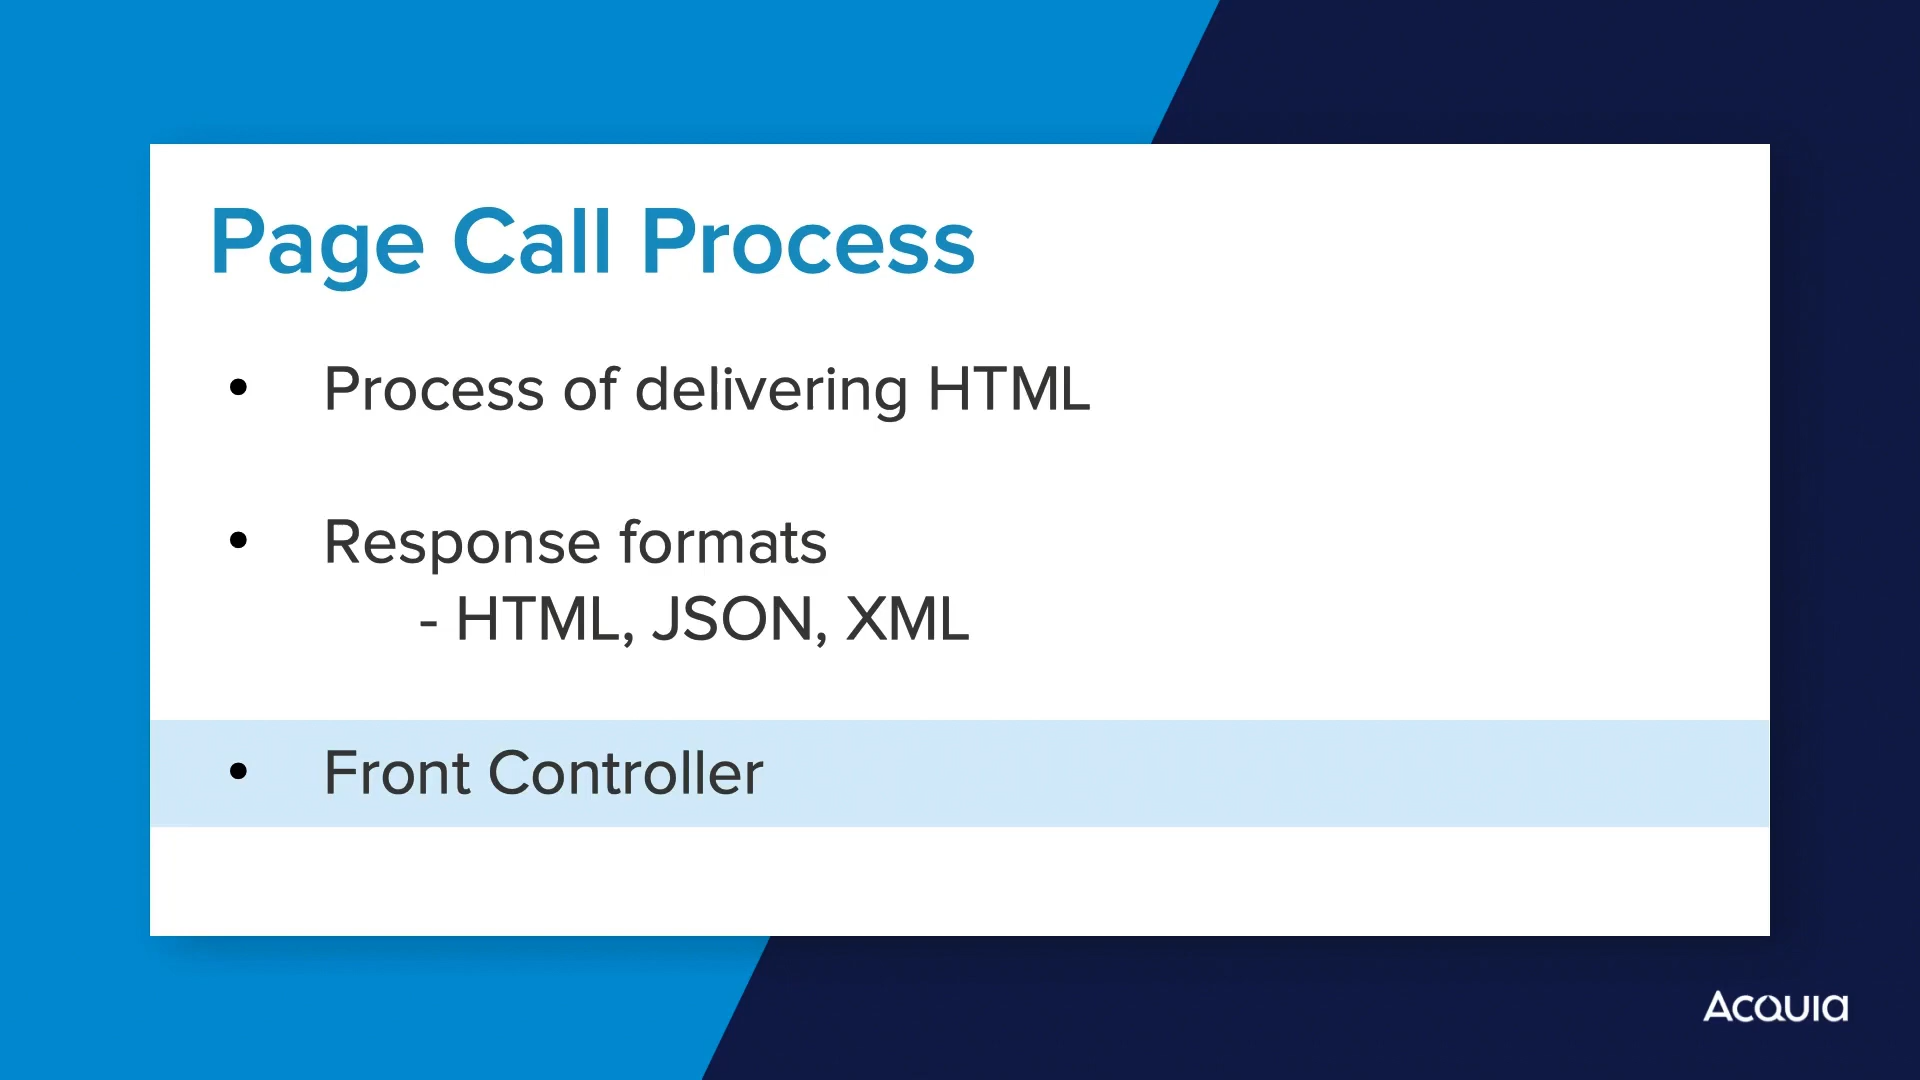 Page Call Process
• Process of delivering HTML
• Response formats
- HTML, JSON, XML
• Front Controller
Acquia